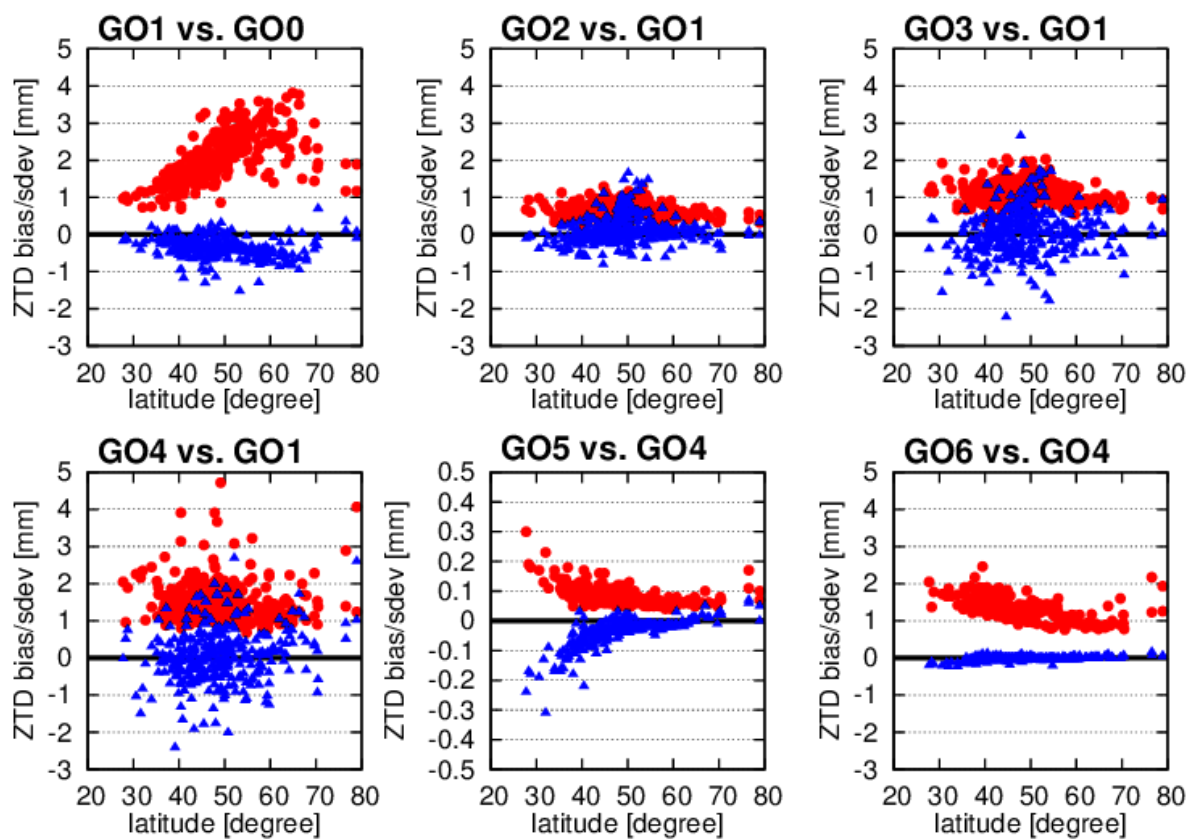 GO1 vs. GO0
GO2 vs. GO1
GO3 vs. GO1
ZTD bias/sdev [mm]
5
4
3
2
1
0
-1
-2
-3
20 30 40 50 60 70 80
latitude [degree]
ZTD bias/sdev [mm]
5
4
3
2
1
0
-1
-2
-3
20 30 40 50 60 70 80
latitude [degree]
ZTD bias/sdev [mm]
5
4
3
2
1
0
-1
-2
-3
20 30 40 50 60 70 80
latitude [degree]
GO4 vs. GO1
GO5 vs. GO4
GO6 vs. GO4
ZTD bias/sdev [mm]
5
4
3
2
1
0
-1
-2
-3
20 30 40 50 60 70 80
latitude [degree]
ZTD bias/sdev [mm]
0.5
0.4
0.3
0.2
0.1
0
-0.1
-0.2
-0.3
-0.4
-0.5
20 30 40 50 60 70 80
latitude [degree]
ZTD bias/sdev [mm]
5
4
3
2
1
0
-1
-2
-3
20 30 40 50 60 70 80
latitude [degree]